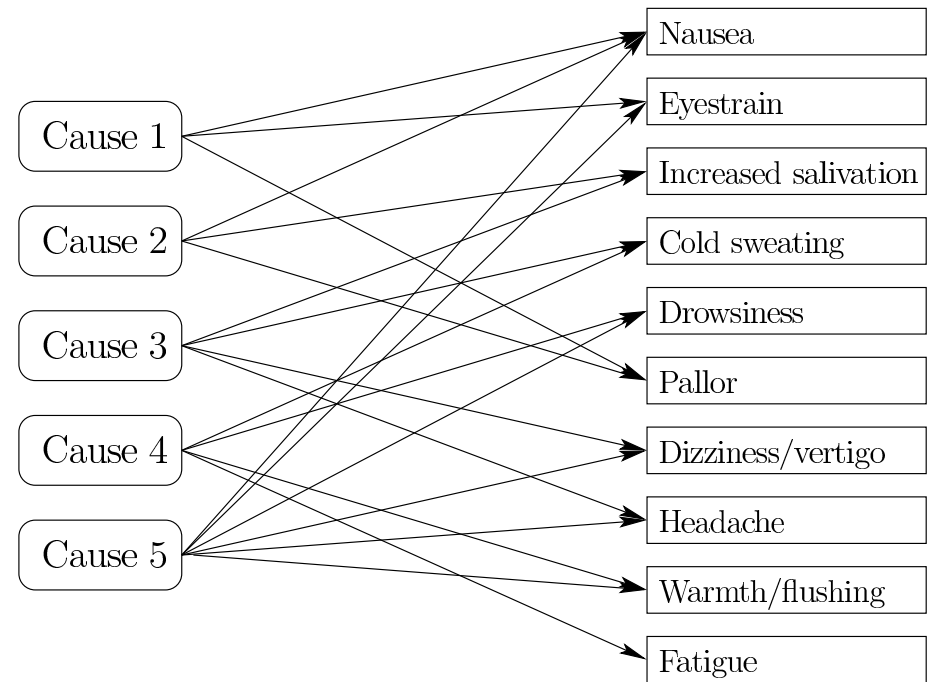 Cause 1
Cause 2
Cause 3
Cause 4
Cause 5
Nausea
Eyestrain
Increased salivation
Cold sweating
Drowsiness
Pallor
Dizziness/vertigo
Headache
Warmth/flushing
Fatigue